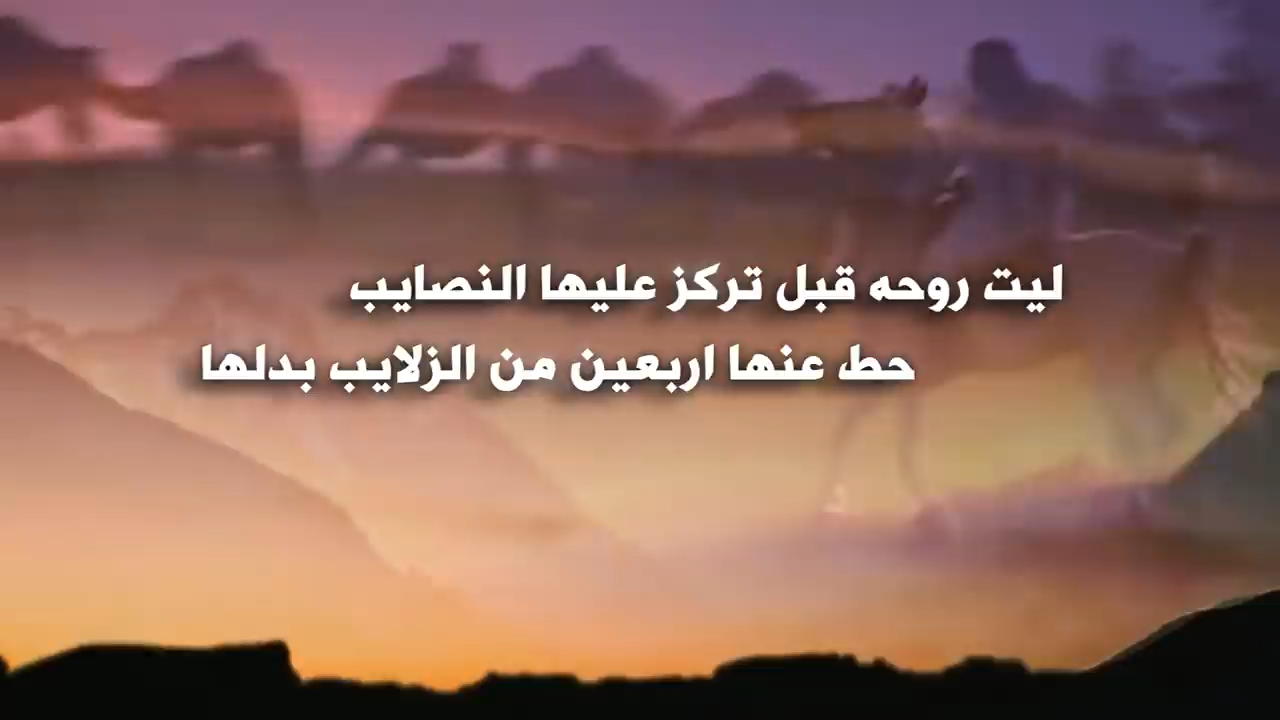 ليت روحه قبل تركز عليها النصايب
حط عنها اربعين من الزلايب بدلها